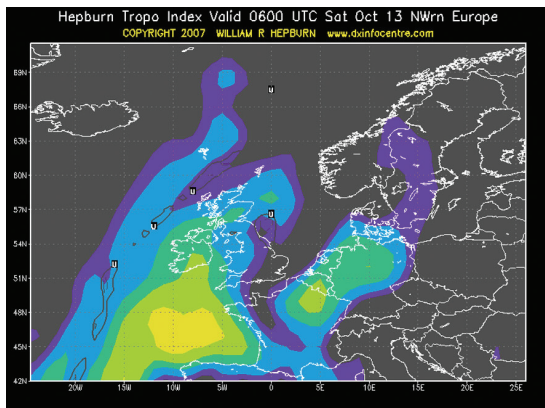 Hepburn Tropo Index Valid 0600 UTC Sat Oct 13 NWrn Europe
COPYRIGHT 2007 WILLIAM R HEPBURN www.dxinfocentre.com
69N
66N
U
63N
60N
U
57N
U
U
54N
U
51N
48N
45N
42N
20W 15W 10W 5W 0 5E 10E 15E 20E 25E